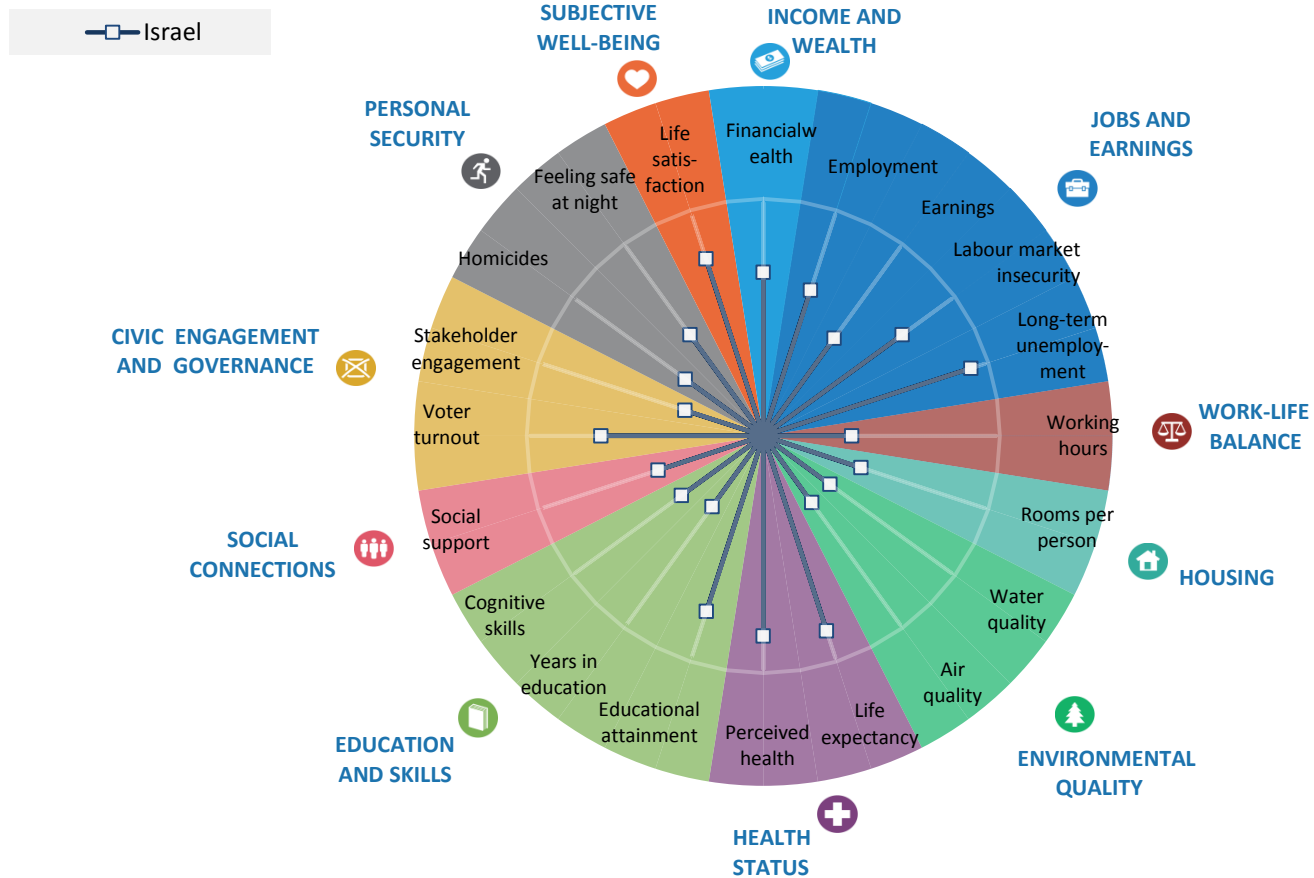 Israel
SUBJECTIVE
WELL-BEING
INCOME AND
WEALTH
PERSONAL
SECURITY
JOBS AND
EARNINGS
Life
satis-
faction
Financialw
ealth
Employment
Earnings
Labour market
insecurity
Long-term
unemploy-
ment
Feeling safe
at night
Homicides
CIVIC ENGAGEMENT
AND GOVERNANCE
Stakeholder
engagement
Voter
turnout
Working
hours
WORK-LIFE
BALANCE
Social
support
SOCIAL
CONNECTIONS
Rooms per
person
HOUSING
Cognitive
skills
Years in
education
Educational
attainment
Perceived
health
Life
expectancy
Air
quality
Water
quality
EDUCATION
AND SKILLS
ENVIRONMENTAL
QUALITY
HEALTH
STATUS